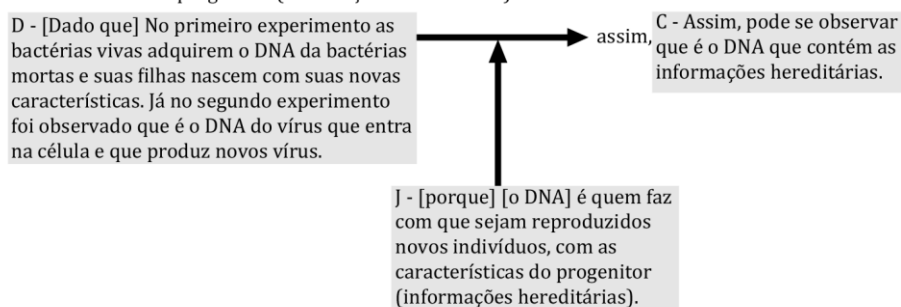 D - [Dado que] No primeiro experimento as
bactérias vivas adquirem o DNA da bactérias
mortas e suas filhas nascem com suas novas
características. Já no segundo experimento
foi observado que é o DNA do vírus que entra
na célula e que produz novos vírus.
assim,
C - Assim, pode se observar
que é o DNA que contém as
informações hereditárias.
J - [porque] [o DNA] é quem faz
com que sejam reproduzidos
novos indivíduos, com as
características do progenitor
(informações hereditárias).